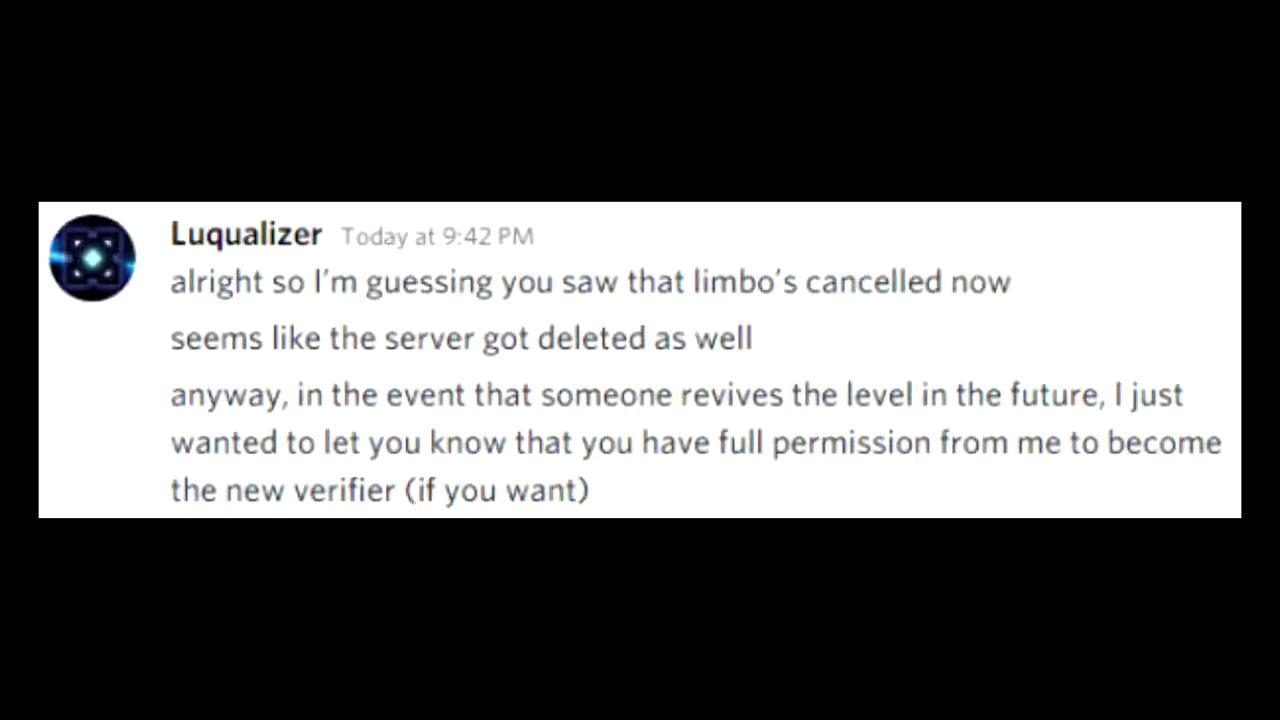 Luqualizer Today at 9:42 PM
alright so I’m guessing you saw that limbo’s cancelled now
seems like the server got deleted as well
anyway, in the event that someone revives the level in the future, I just
wanted to let you know that you have full permission from me to become
the new verifier (if you want)